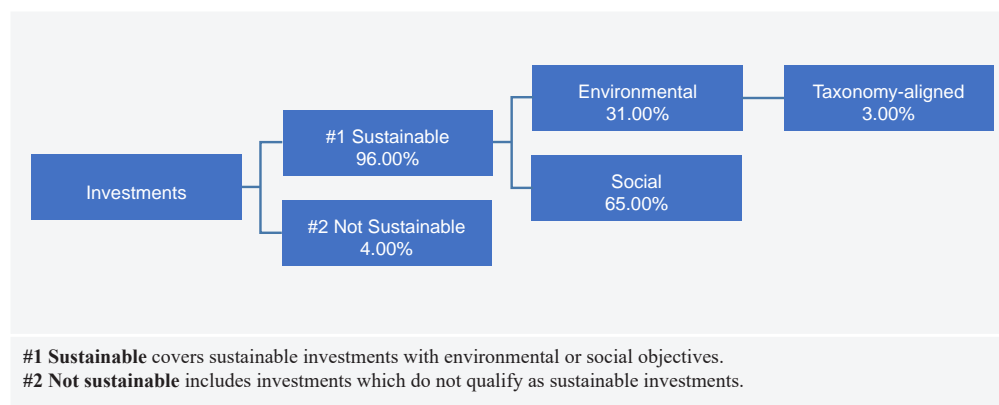 Investments
#1 Sustainable
96.00%
#2 Not Sustainable
4.00%
Environmental
31.00%
Social
65.00%
Taxonomy-aligned
3.00%
#1 Sustainable covers sustainable investments with environmental or social objectives.
#2 Not sustainable includes investments which do not qualify as sustainable investments.